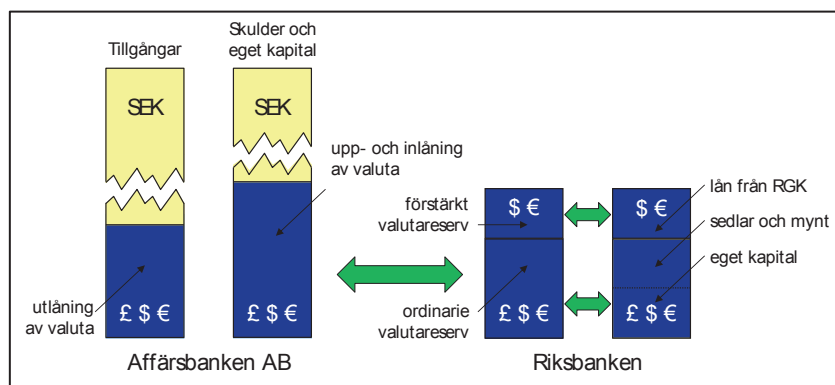 Tillgångar
Skulder och
eget kapital
SEK
SEK
upp- och inlåning
av valuta
utlåning
av valuta
£ $ €
£ $ €
Affärsbanken AB
förstärkt
valutareserv
ordinarie
valutareserv
$ €
£ $ €
$ €
£ $ €
lån från RGK
sedlar och mynt
eget kapital
Riksbanken